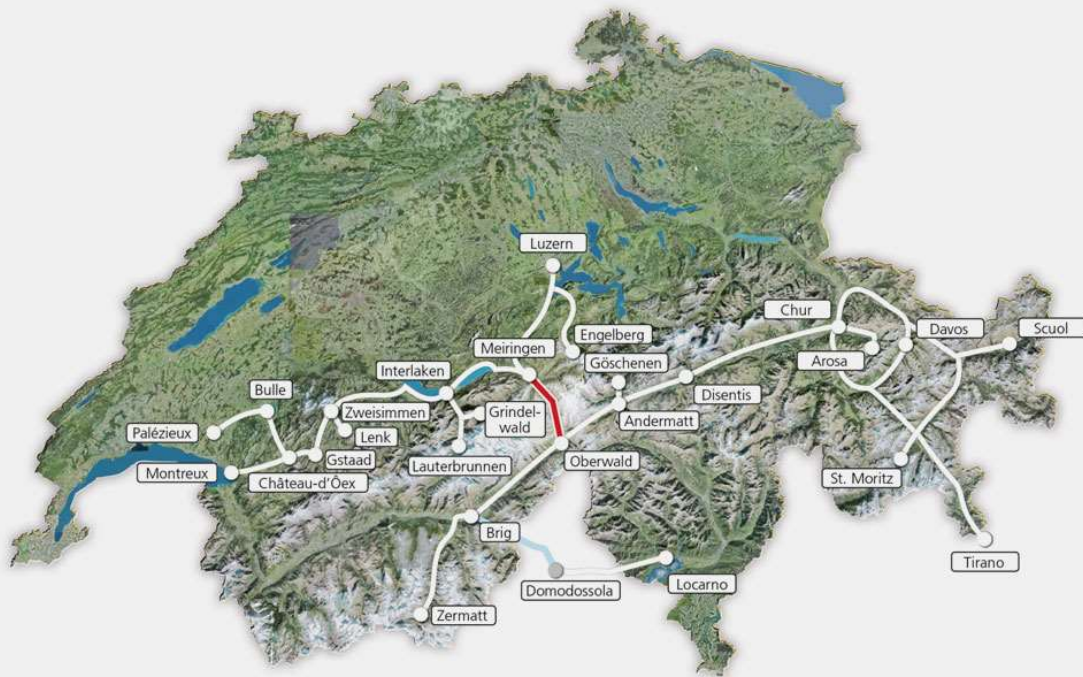 Luzern
Engelberg
Meiringen
Göschenen
Chur
Davos
Scuol
Arosa
Interlaken
Bulle
Zweisimmen
Grindel-
wald
Disentis
Andermatt
Palézieux
Lenk
Gstaad
Lauterbrunnen
Oberwald
Montreux
Château-d'Öex
St. Moritz
Brig
Tirano
Domodossola
Locarno
Zermatt